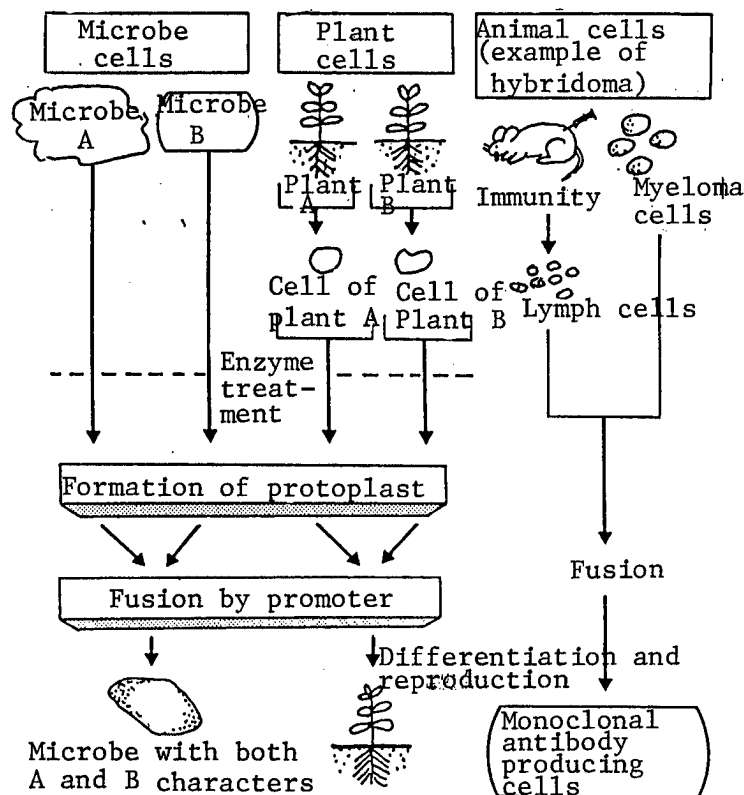 Microbe
cells
Plant
cells
Animal cells
(example of
hybridoma)
Microbe
A
Microbe
B
Plant
A
Plant
B
Immunity
Myeloma
cells
Cell of
plant A
Cell of
Plant B
Lymph cells
Enzyme
treat-
ment
Formation of protoplast
Fusion by promoter
Fusion
Differentiation and
reproduction
Microbe with both
A and B characters
Monoclonal
antibody
producing
cells